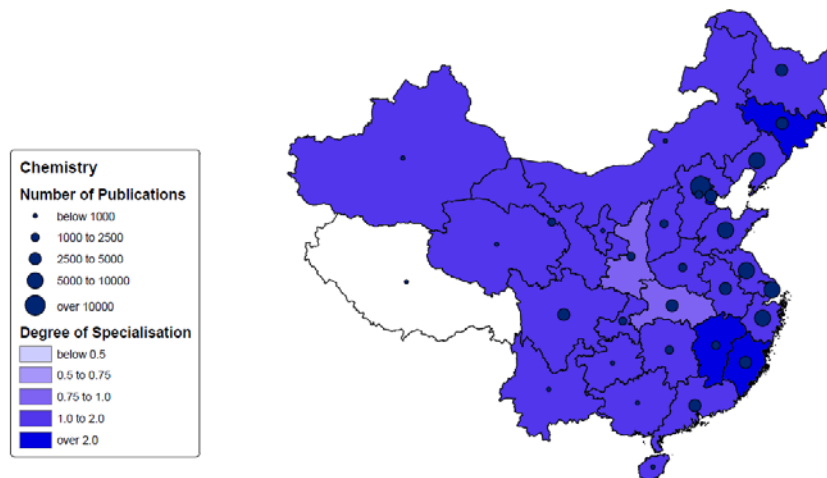 Chemistry
Number of Publications
below 1000
1000 to 2500
2500 to 5000
5000 to 10000
over 10000
Degree of Specialisation
below 0.5
0.5 to 0.75
0.75 to 1.0
1.0 to 2.0
over 2.0